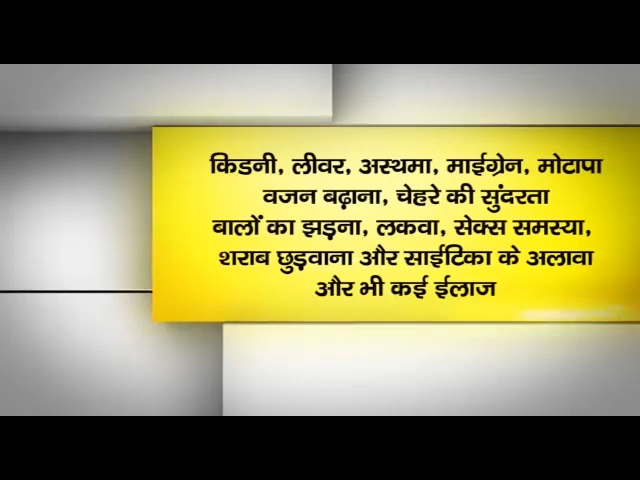 किडनी, लीवर, अस्थमा, माईग्रेन, मोटापा
वजन बढ़ाना, चेहरे की सुंदरता
बालों का झड़ना, लकवा, सेक्स समस्या,
शराब छुड़वाना और साईटिका के अलावा
और भी कई ईलाज